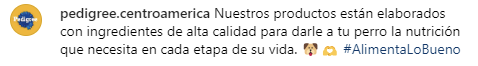 Pedigree
pedigree.centroamerica Nuestros productos están elaborados
con ingredientes de alta calidad para darle a tu perro la nutrición
que necesita en cada etapa de su vida. 🐶 🫶 #AlimentaLoBueno